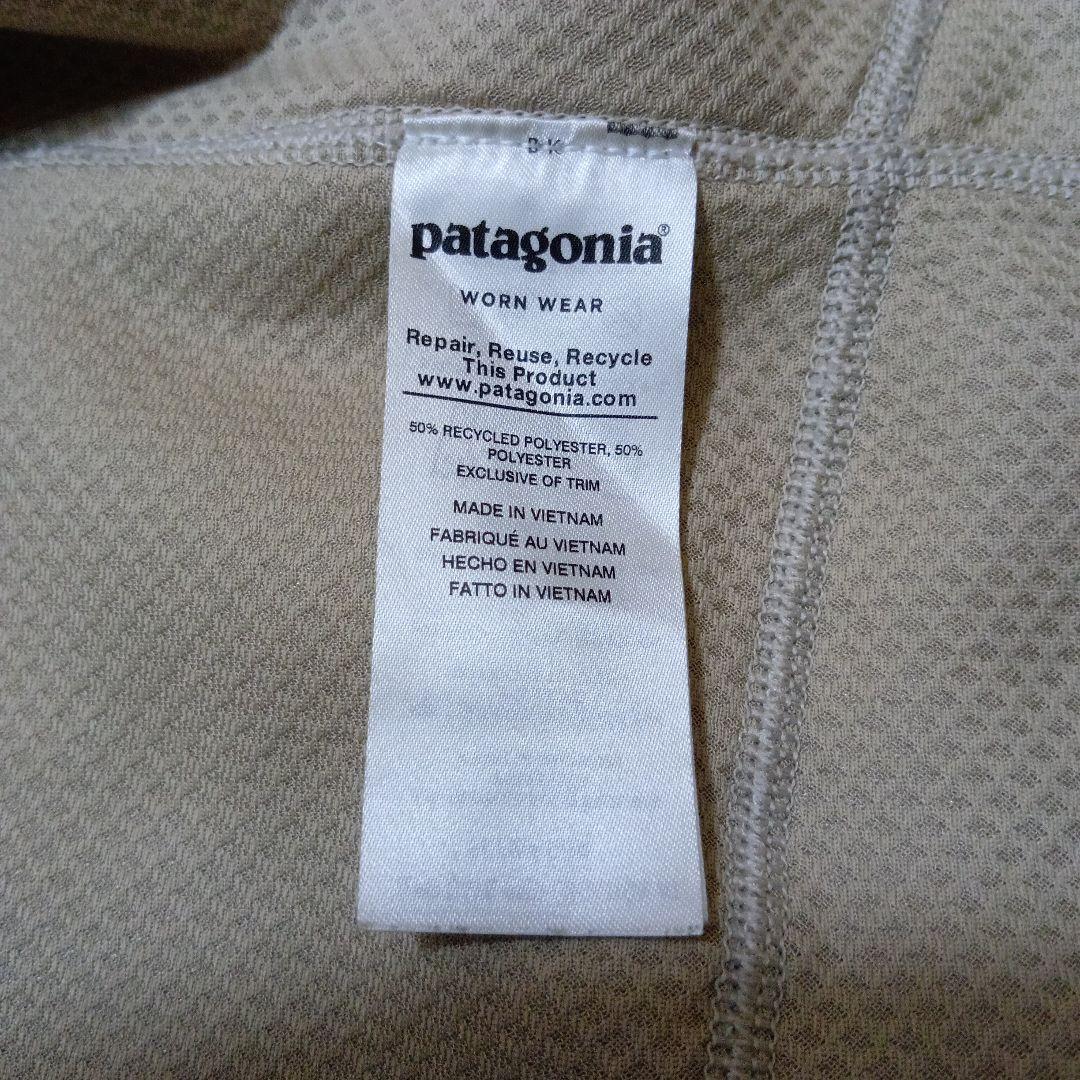 patagonia®
WORN WEAR
Repair, Reuse, Recycle
This Product
www.patagonia.com
50% RECYCLED POLYESTER, 50%
POLYESTER
EXCLUSIVE OF TRIM
MADE IN VIETNAM
FABRIQUÉ AU VIETNAM
HECHO EN VIETNAM
FATTO IN VIETNAM